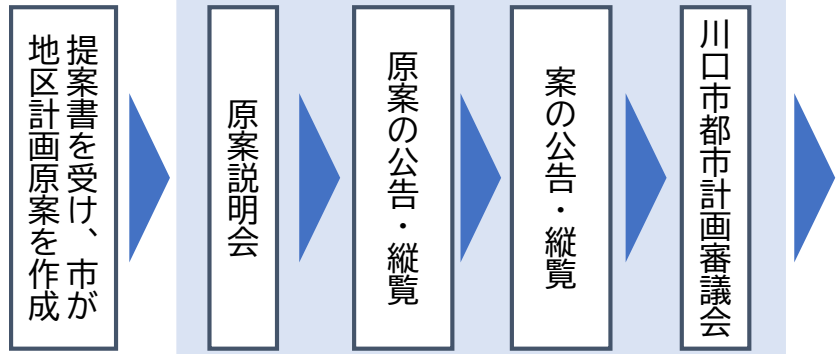 提案書を受け、市が
地区計画原案を作成
原案説明会
原案の公告・縦覧
案の公告・縦覧
川口市都市計画審議会